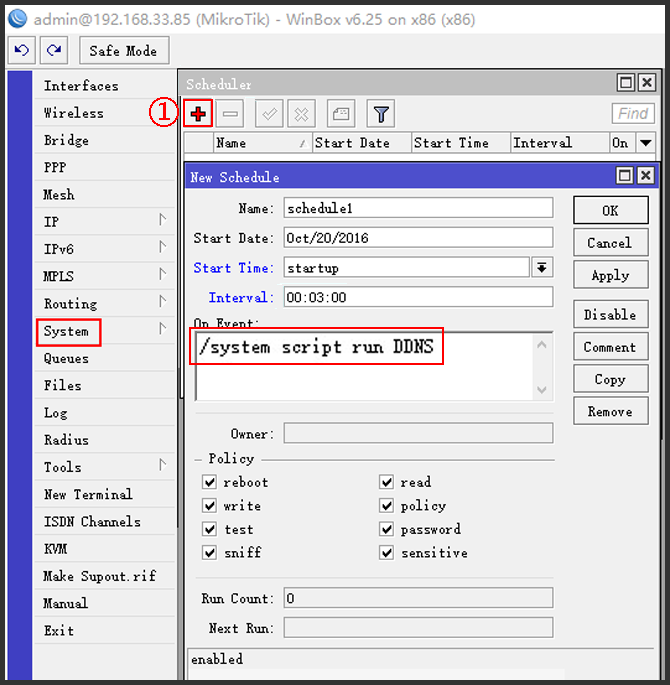 admin@192.168.33.85 (MikroTik) - WinBox v6.25 on x86 (x86)
Safe Mode
Interfaces
Wireless
Bridge
PPP
Mesh
IP
IPv6
MPLS
Routing
System
Queues
Files
Log
Radius
Tools
New Terminal
ISDN Channels
KVM
Make Supout.rif
Manual
Exit
Scheduler
①
Find
Name / Start Date Start Time Interval On
New Schedule
Name: schedule1
Start Date: Oct/20/2016
Start Time: startup
Interval: 00:03:00
On Event:
/system script run DDNS
Owner:
Policy
reboot read
write policy
test password
sniff sensitive
Run Count: 0
Next Run:
enabled
OK
Cancel
Apply
Disable
Comment
Copy
Remove